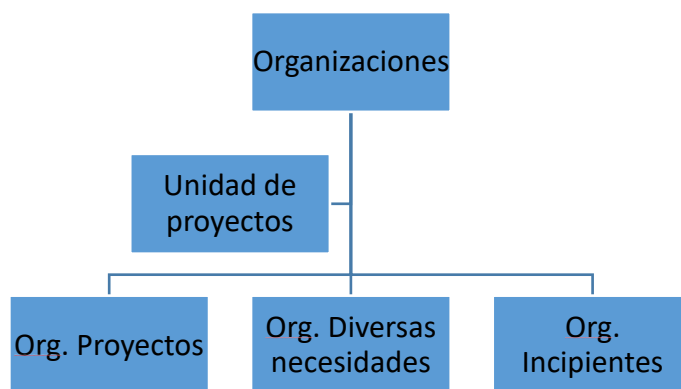 Organizaciones
Unidad de
proyectos
Org. Proyectos
Org. Diversas
necesidades
Org.
Incipientes